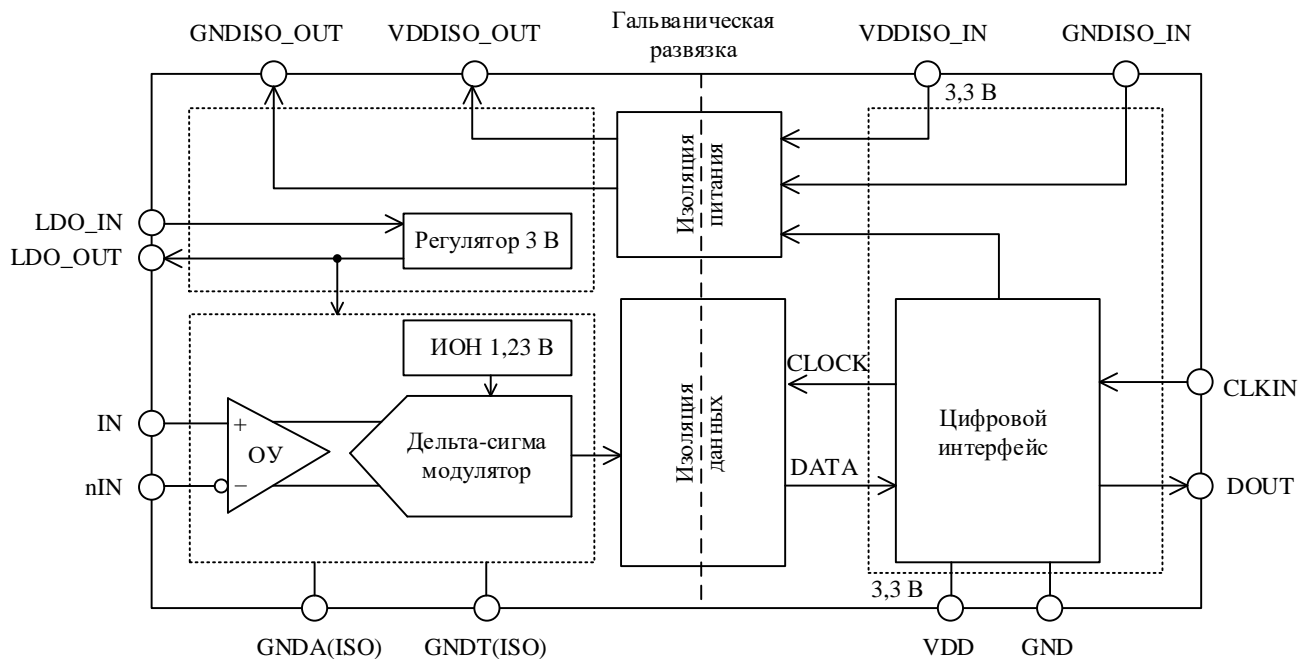 GNDISO_OUT
VDDISO_OUT
Гальваническая
развязка
VDDISO_IN
GNDISO_IN
3,3 В
Изоляция
питания
LDO_IN
LDO_OUT
Регулятор 3 В
ИОН 1,23 В
IN
nIN
+
ОУ
−
Дельта-сигма
модулятор
Изоляция
данных
CLOCK
DATA
Цифровой
интерфейс
CLKIN
DOUT
3,3 В
GNDA(ISO)
GNDT(ISO)
VDD
GND